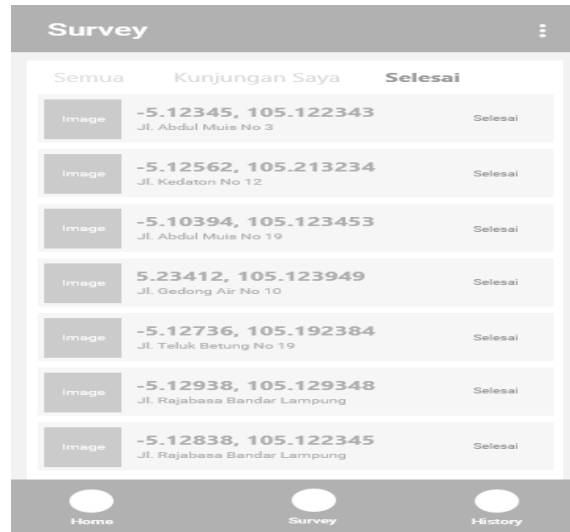 Survey
Semua Kunjungan Saya Selesai
Image -5.12345, 105.122343 Selesai
Jl. Abdul Muis No 3
Image -5.12562, 105.213234 Selesai
Jl. Kedaton No 12
Image -5.10394, 105.123453 Selesai
Jl. Abdul Muis No 19
Image 5.23412, 105.123949 Selesai
Jl. Gedong Air No 10
Image -5.12736, 105.192384 Selesai
Jl. Teluk Betung No 19
Image -5.12938, 105.129348 Selesai
Jl. Rajabasa Bandar Lampung
Image -5.12838, 105.122345 Selesai
Jl. Rajabasa Bandar Lampung
Home Survey History